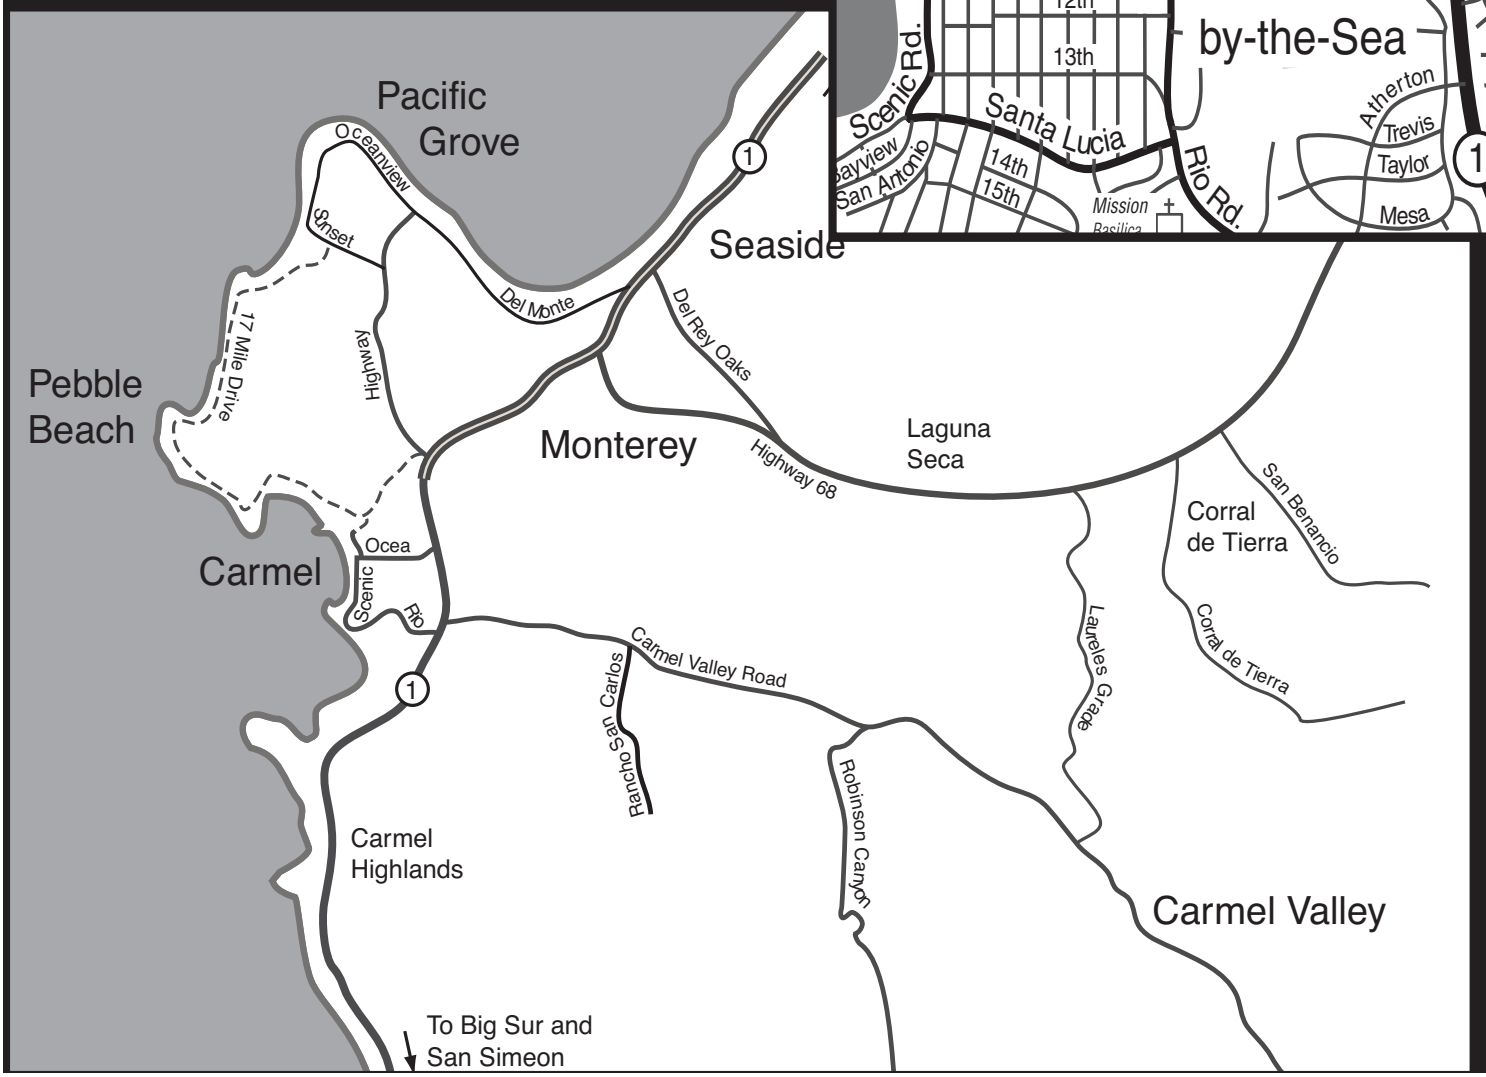 12th
by-the-Sea
Scenic Rd.
13th
Atherton
Pacific
Grove
Santa Lucia
Trevis
Oceanview
1
Bayview
14th
Taylor
1
San Antonio
15th
Rio Rd.
Mission
Basilica
Mesa
Sunset
Seaside
Del Monte
17 Mile Drive
Highway
Del Rey Oaks
Pebble
Beach
Monterey
Laguna
Seca
Highway 68
San Benancio
Corral
de Tierra
Ocea
Carmel
Scenic
Rio
Carmel Valley Road
Laureles Grade
Corral de Tierra
Rancho San Carlos
1
Robinson Canyon
Carmel
Highlands
Carmel Valley
To Big Sur and
San Simeon